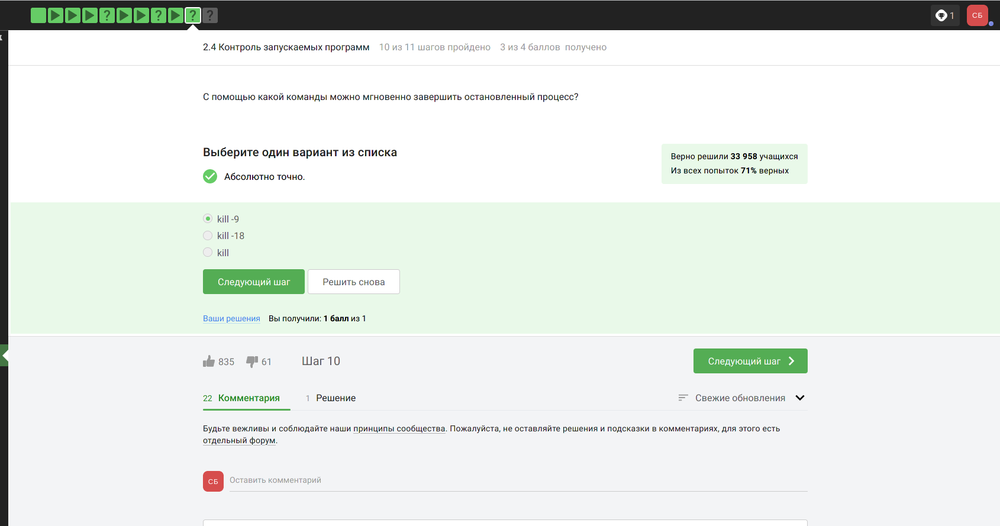 ? ? ? ?
1
СБ
2.4 Контроль запускаемых программ 10 из 11 шагов пройдено 3 из 4 баллов получено
С помощью какой команды можно мгновенно завершить остановленный процесс?
Выберите один вариант из списка
Абсолютно точно.
Верно решили 33 958 учащихся
Из всех попыток 71% верных
kill -9
kill -18
kill
Следующий шаг Решить снова
Ваши решения Вы получили: 1 балл из 1
835 61 Шаг 10 Следующий шаг
22 Комментария 1 Решение Свежие обновления
Будьте вежливы и соблюдайте наши принципы сообщества. Пожалуйста, не оставляйте решения и подсказки в комментариях, для этого есть
отдельный форум.
СБ Оставить комментарий